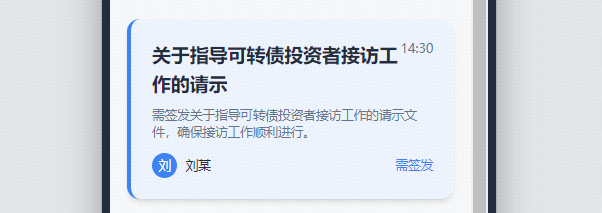 关于指导可转债投资者接访工 14:30
作的请示
需签发关于指导可转债投资者接访工作的请示文
件，确保接访工作顺利进行。
刘 刘某 需签发